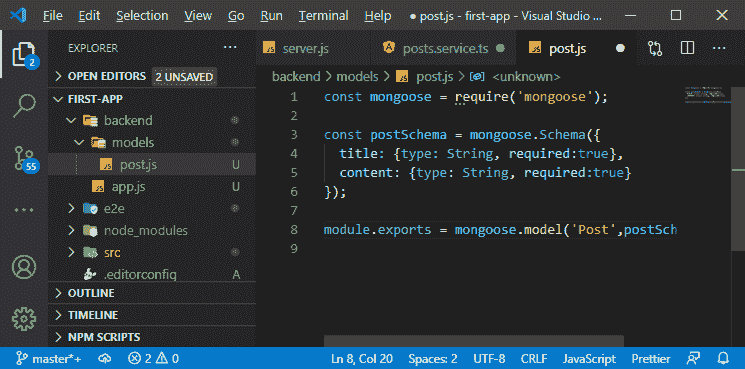 File Edit Selection View Go Run Terminal Help ● post.js - first-app - Visual Studio ...
EXPLORER
OPEN EDITORS 2 UNSAVED
FIRST-APP
backend
models
post.js U
app.js U
e2e
node_modules
src
.editorconfig A
OUTLINE
TIMELINE
NPM SCRIPTS
2
55
server.js posts.service.ts post.js
backend > models > post.js > <unknown>
1 const mongoose = require('mongoose');
2
3 const postSchema = mongoose.Schema({
4 title: {type: String, required:true},
5 content: {type: String, required:true}
6 });
7
8 module.exports = mongoose.model('Post',postSch
9
master*+ 2 0 Ln 8, Col 20 Spaces: 2 UTF-8 CRLF JavaScript Prettier